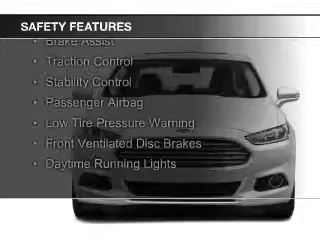 SAFETY FEATURES
• Brake Assist
• Traction Control
• Stability Control
• Passenger Airbag
• Low Tire Pressure Warning
• Front Ventilated Disc Brakes
• Daytime Running Lights